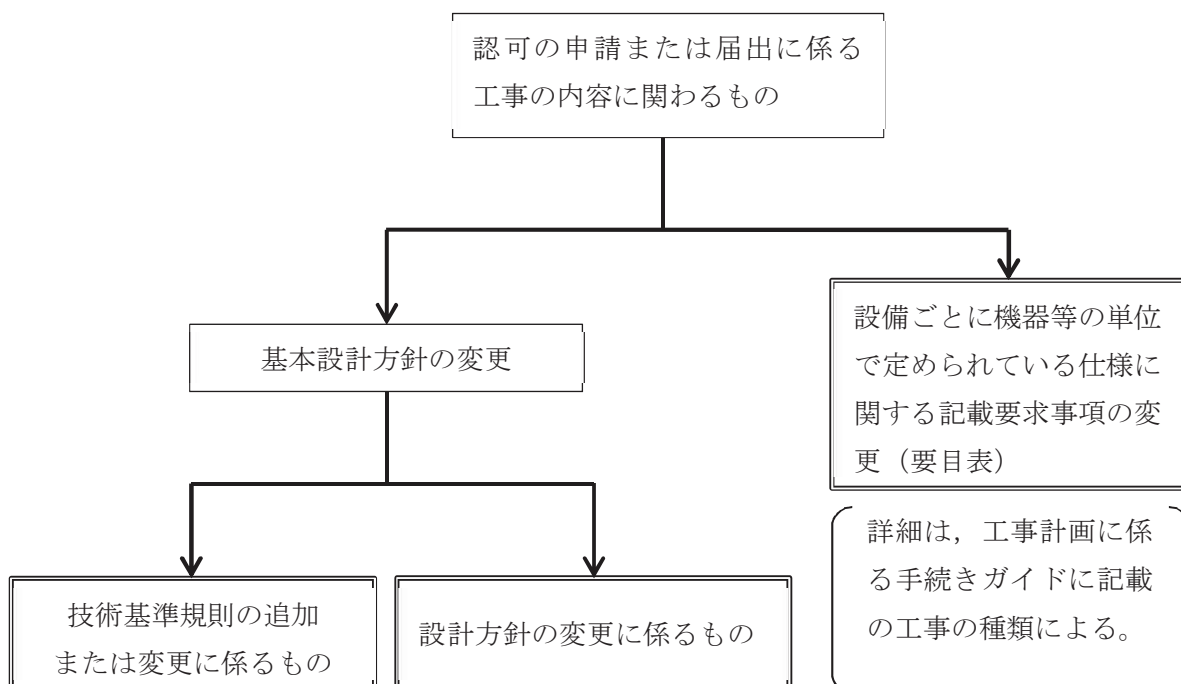 認可の申請または届出に係る
工事の内容に関わるもの
基本設計方針の変更
設備ごとに機器等の単位
で定められている仕様に
関する記載要求事項の変
更（要目表）
詳細は，工事計画に係
る手続きガイドに記載
の工事の種類による。
技術基準規則の追加
または変更に係るもの
設計方針の変更に係るもの